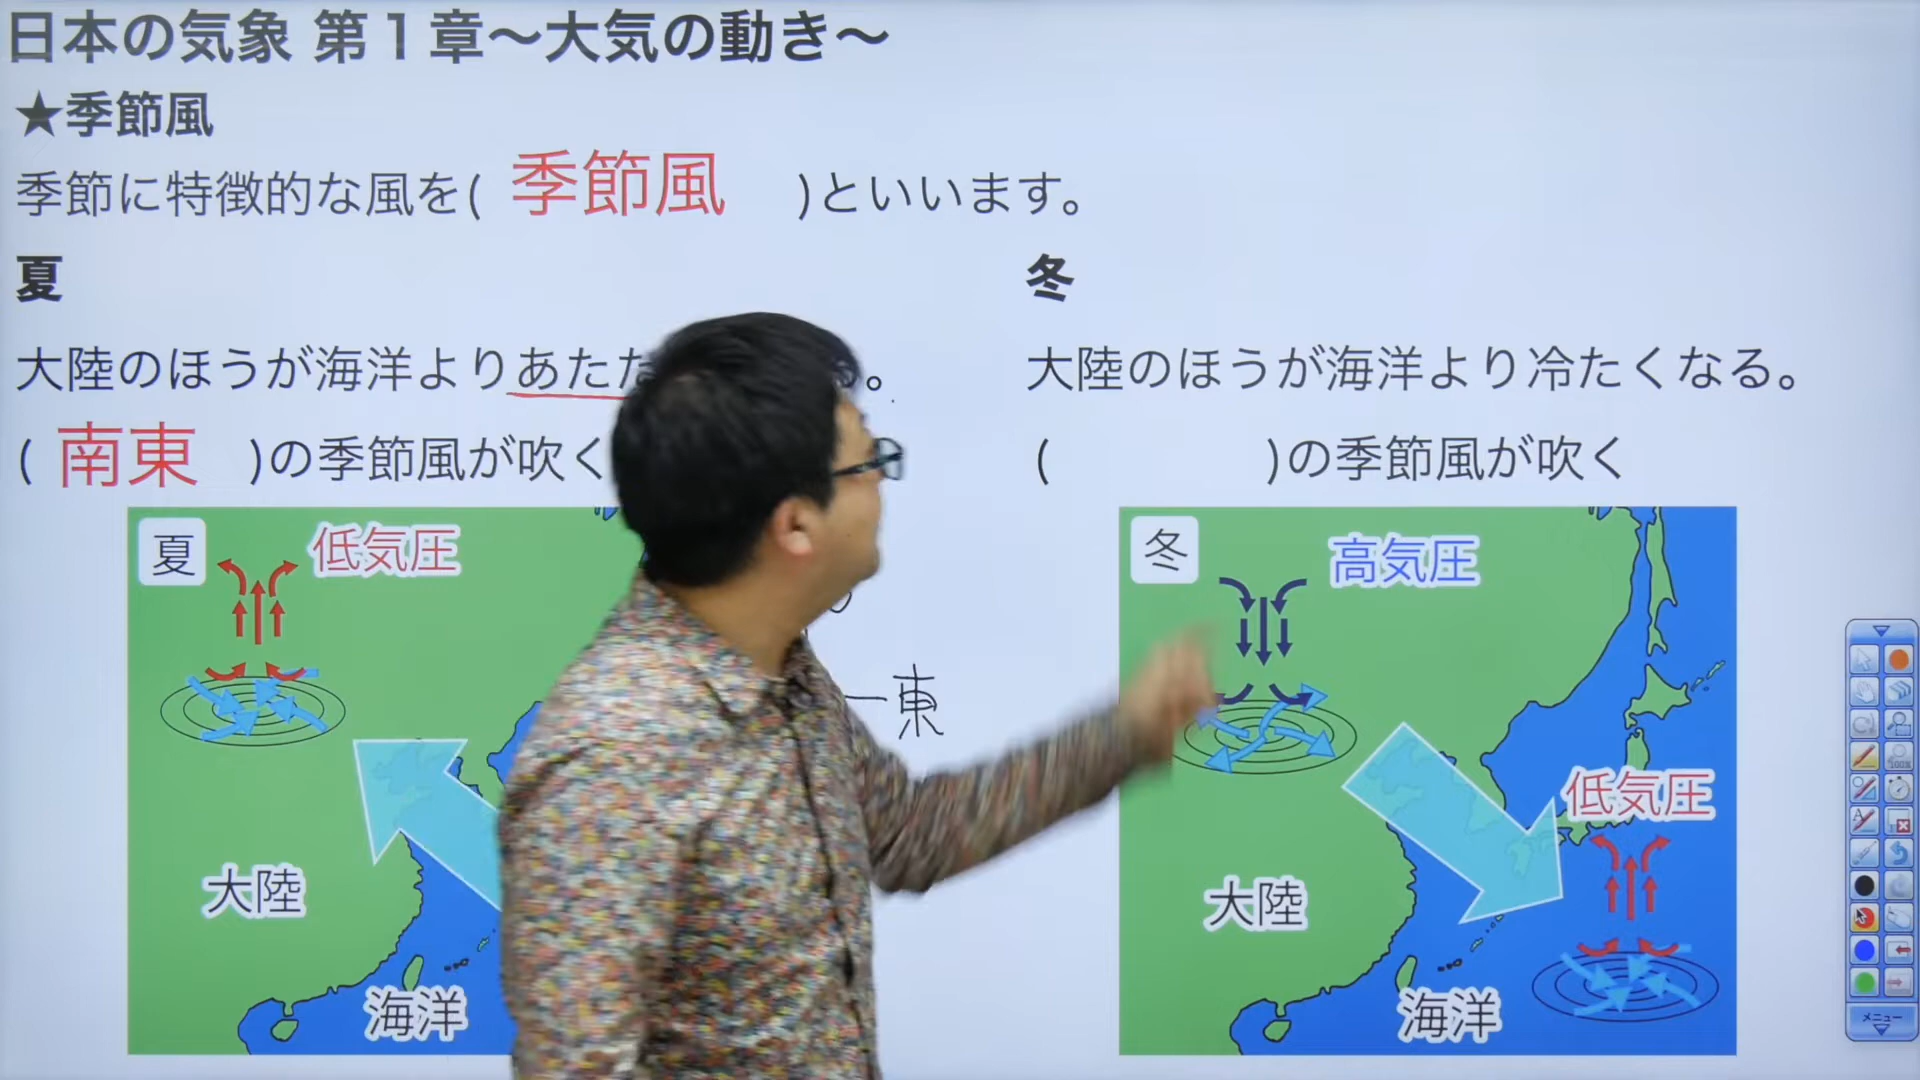 日本の気象 第1章～大気の動き～
★季節風
季節に特徴的な風を( 季節風 )といいます。
夏
大陸のほうが海洋よりあたた 。
( 南東 )の季節風が吹く
夏
低気圧
大陸
海洋
東
冬
大陸のほうが海洋より冷たくなる。
( )の季節風が吹く
冬
高気圧
低気圧
大陸
海洋
メニュー